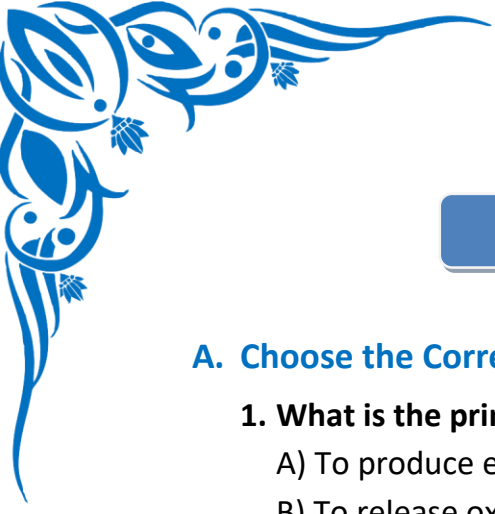 A. Choose the Corre
1. What is the prin
A) To produce e
B) To release ox